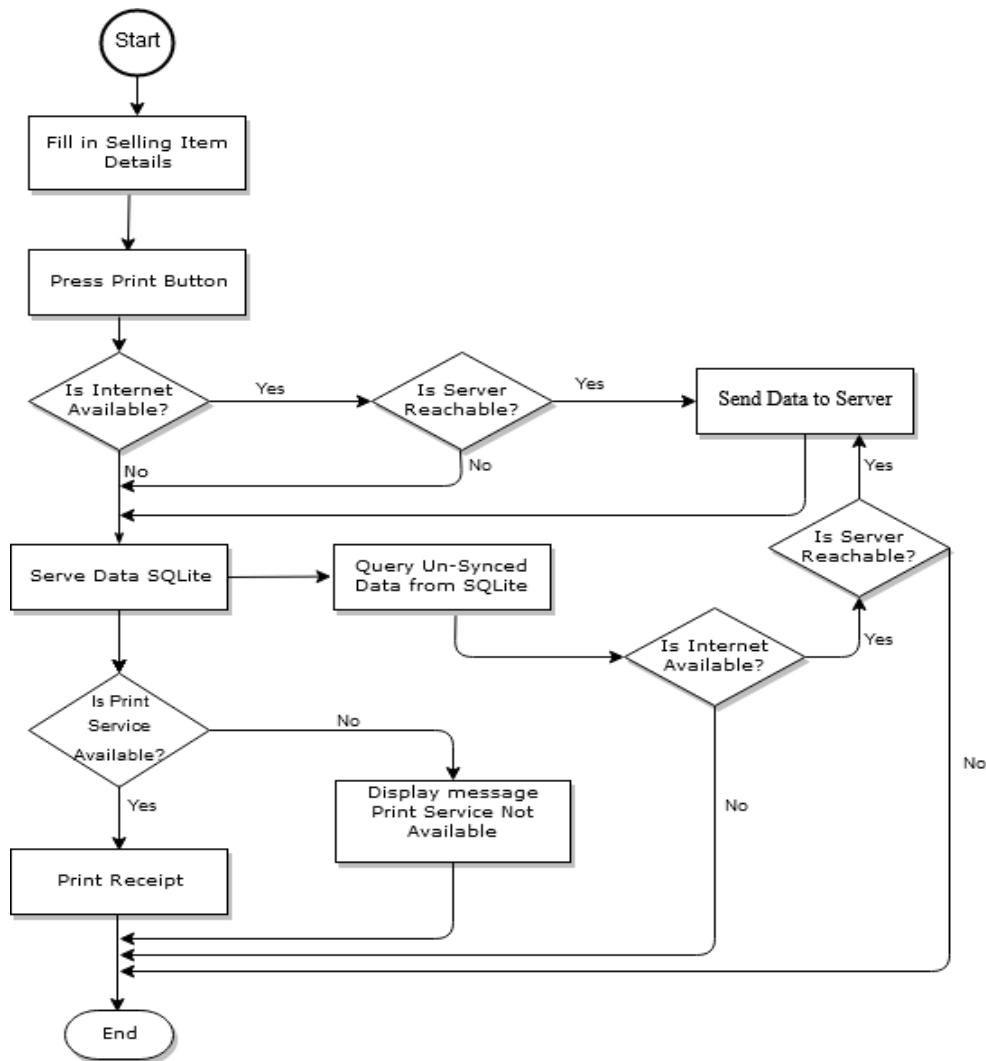 Start
Fill in Selling Item
Details
Press Print Button
Is Internet
Available?
Yes
Is Server
Reachable?
Yes
Send Data to Server
No
No
Yes
Is Server
Reachable?
Serve Data SQLite
Query Un-Synced
Data from SQLite
Is Internet
Available?
Yes
Is Print
Service
Available?
No
No
No
Display message
Print Service Not
Available
Yes
Print Receipt
End